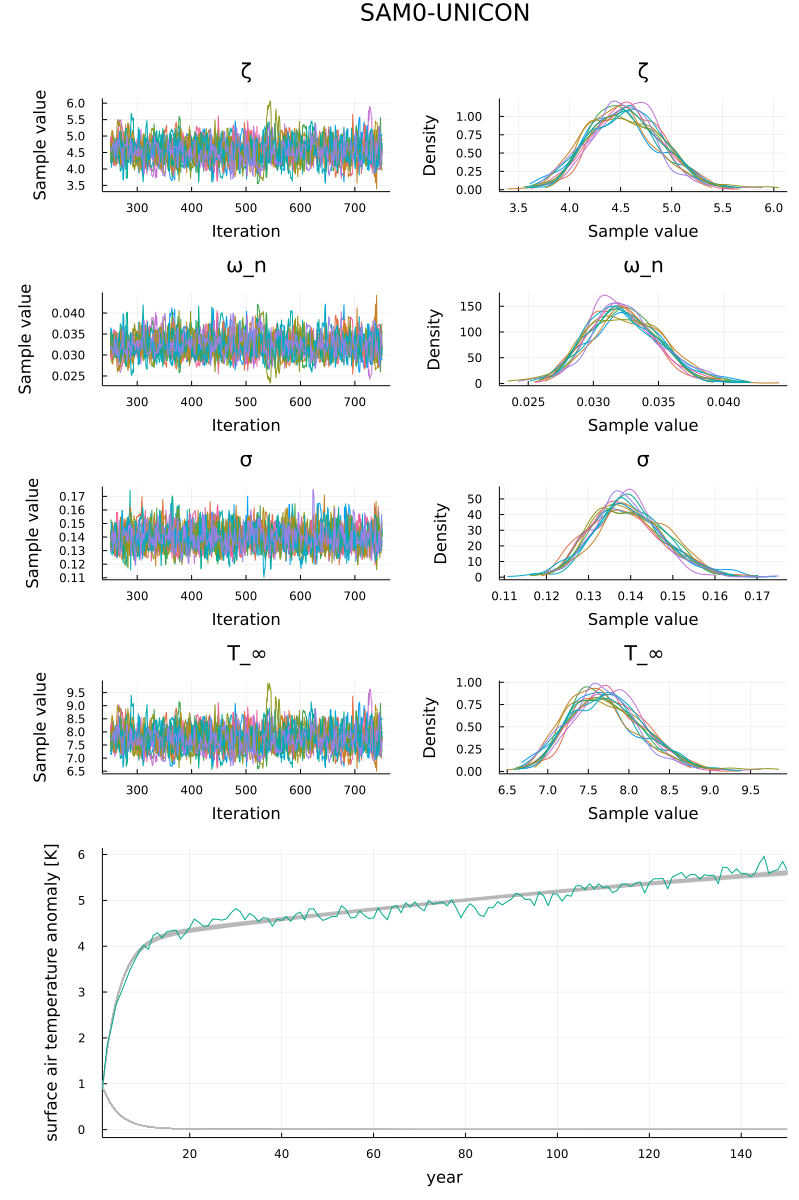 SAM0-UNICON
ζ
ζ
Sample value
6.0
5.5
5.0
4.5
4.0
3.5
300 400 500 600 700
Iteration
Density
1.00
0.75
0.50
0.25
0.00
3.5 4.0 4.5 5.0 5.5 6.0
Sample value
ω_n
ω_n
Sample value
0.040
0.035
0.030
0.025
300 400 500 600 700
Iteration
Density
150
100
50
0
0.025 0.030 0.035 0.040
Sample value
σ
σ
Sample value
0.17
0.16
0.15
0.14
0.13
0.12
0.11
300 400 500 600 700
Iteration
Density
50
40
30
20
10
0
0.11 0.12 0.13 0.14 0.15 0.16 0.17
Sample value
T_∞
T_∞
Sample value
9.5
9.0
8.5
8.0
7.5
7.0
6.5
300 400 500 600 700
Iteration
Density
1.00
0.75
0.50
0.25
0.00
6.5 7.0 7.5 8.0 8.5 9.0 9.5
Sample value
surface air temperature anomaly [K]
6
5
4
3
2
1
0
20 40 60 80 100 120 140
year